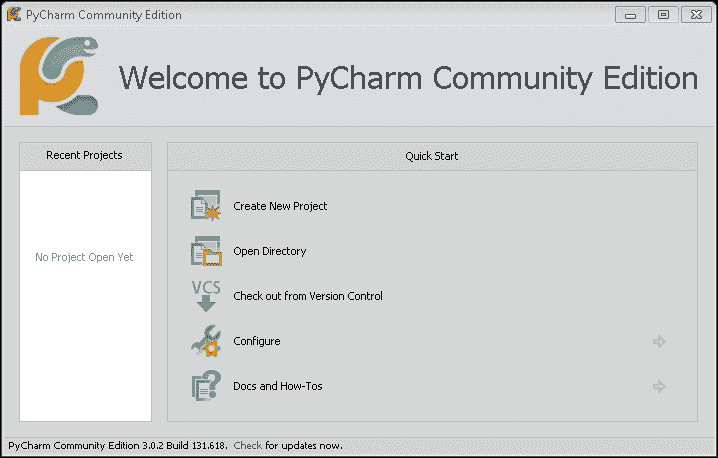 PyCharm Community Edition
Welcome to PyCharm Community Edition
Recent Projects
No Project Open Yet
Quick Start
Create New Project
Open Directory
VCS
Check out from Version Control
Configure
Docs and How-Tos
PyCharm Community Edition 3.0.2 Build 131.618. Check for updates now.